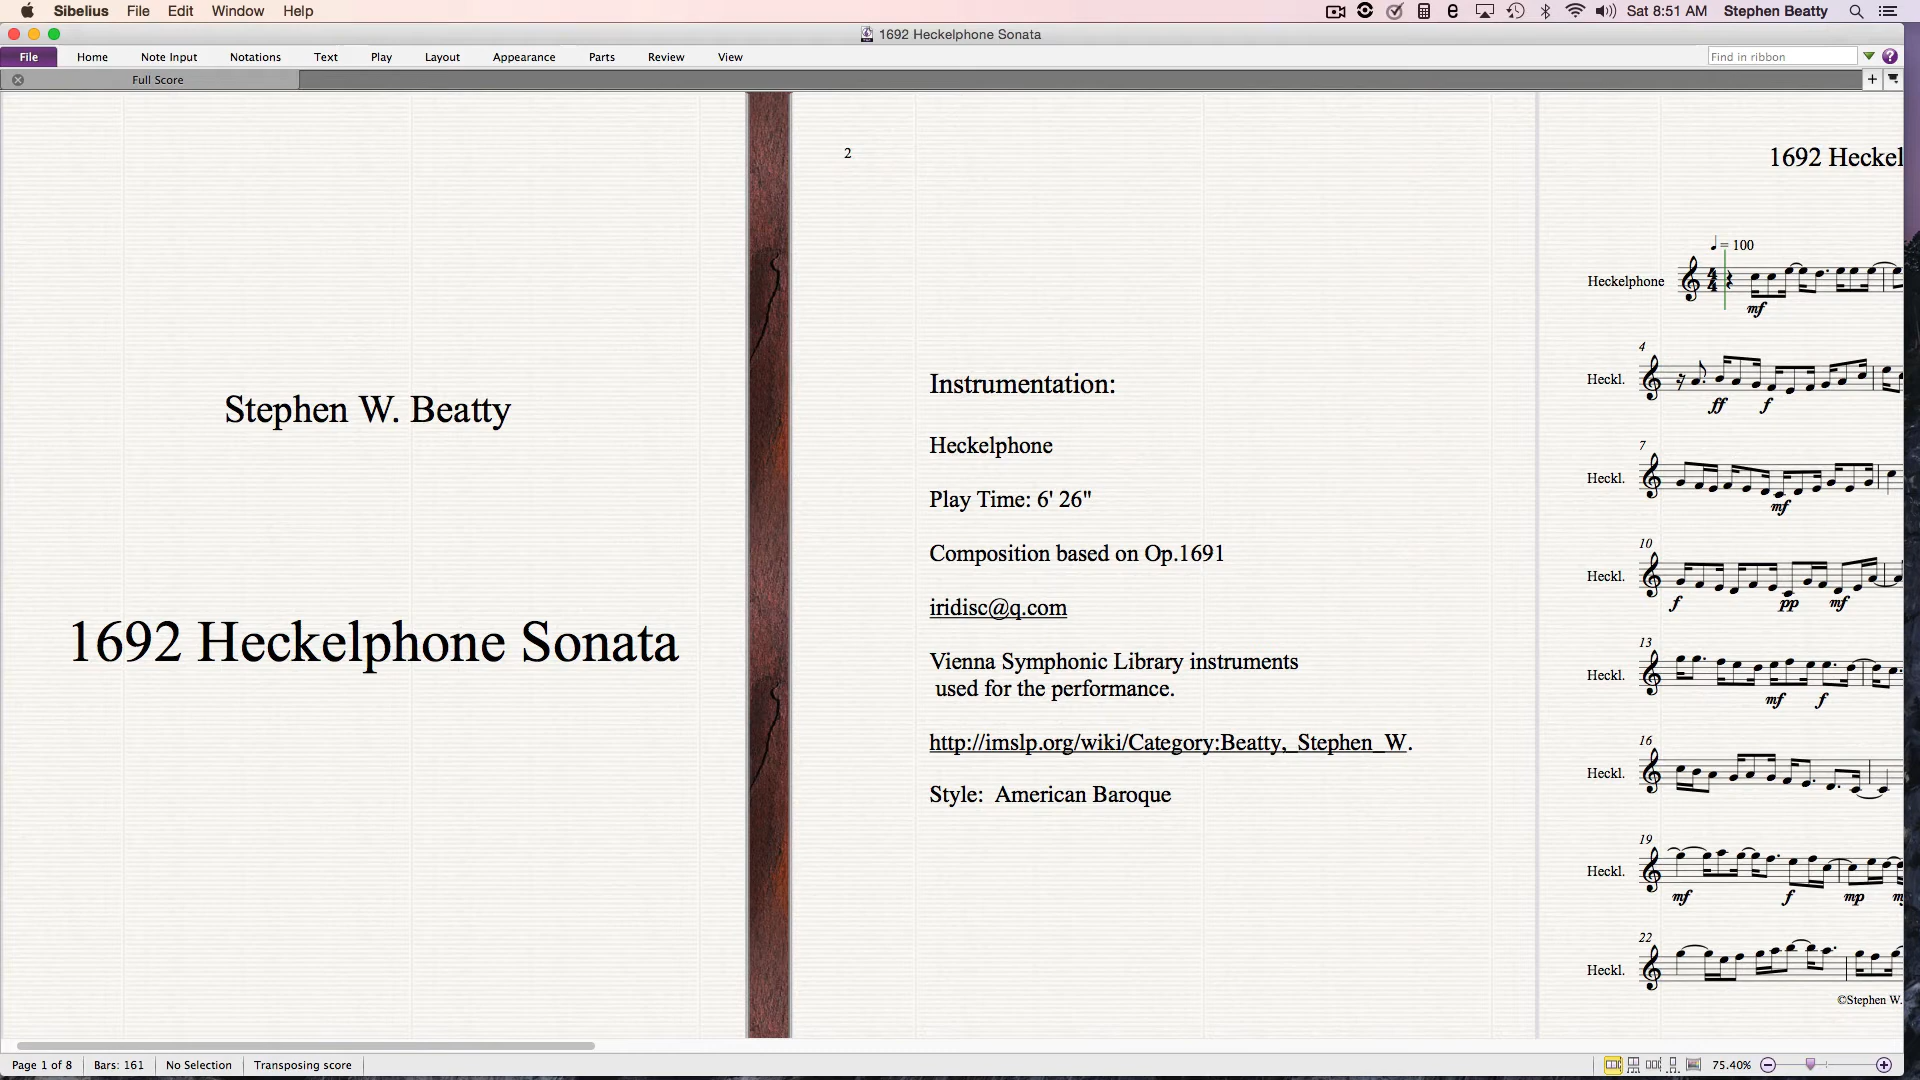 Sibelius File Edit Window Help
Sat 8:51 AM Stephen Beatty
1692 Heckelphone Sonata
File Home Note Input Notations Text Play Layout Appearance Parts Review View
Find in ribbon
Full Score
Stephen W. Beatty
1692 Heckelphone Sonata
2
Instrumentation:
Heckelphone
Play Time: 6' 26"
Composition based on Op.1691
iridisc@q.com
Vienna Symphonic Library instruments
used for the performance.
http://imslp.org/wiki/Category:Beatty,_Stephen_W.
Style: American Baroque
1692 Heckel
= 100
Heckelphone
4
4
mf
4
Heckl.
ff f
7
Heckl.
mf
10
Heckl.
f pp mf
13
Heckl.
mf f
16
Heckl.
19
Heckl.
mf f mp
22
Heckl.
©Stephen W.
Page 1 of 8 Bars: 161 No Selection Transposing score
75.40%